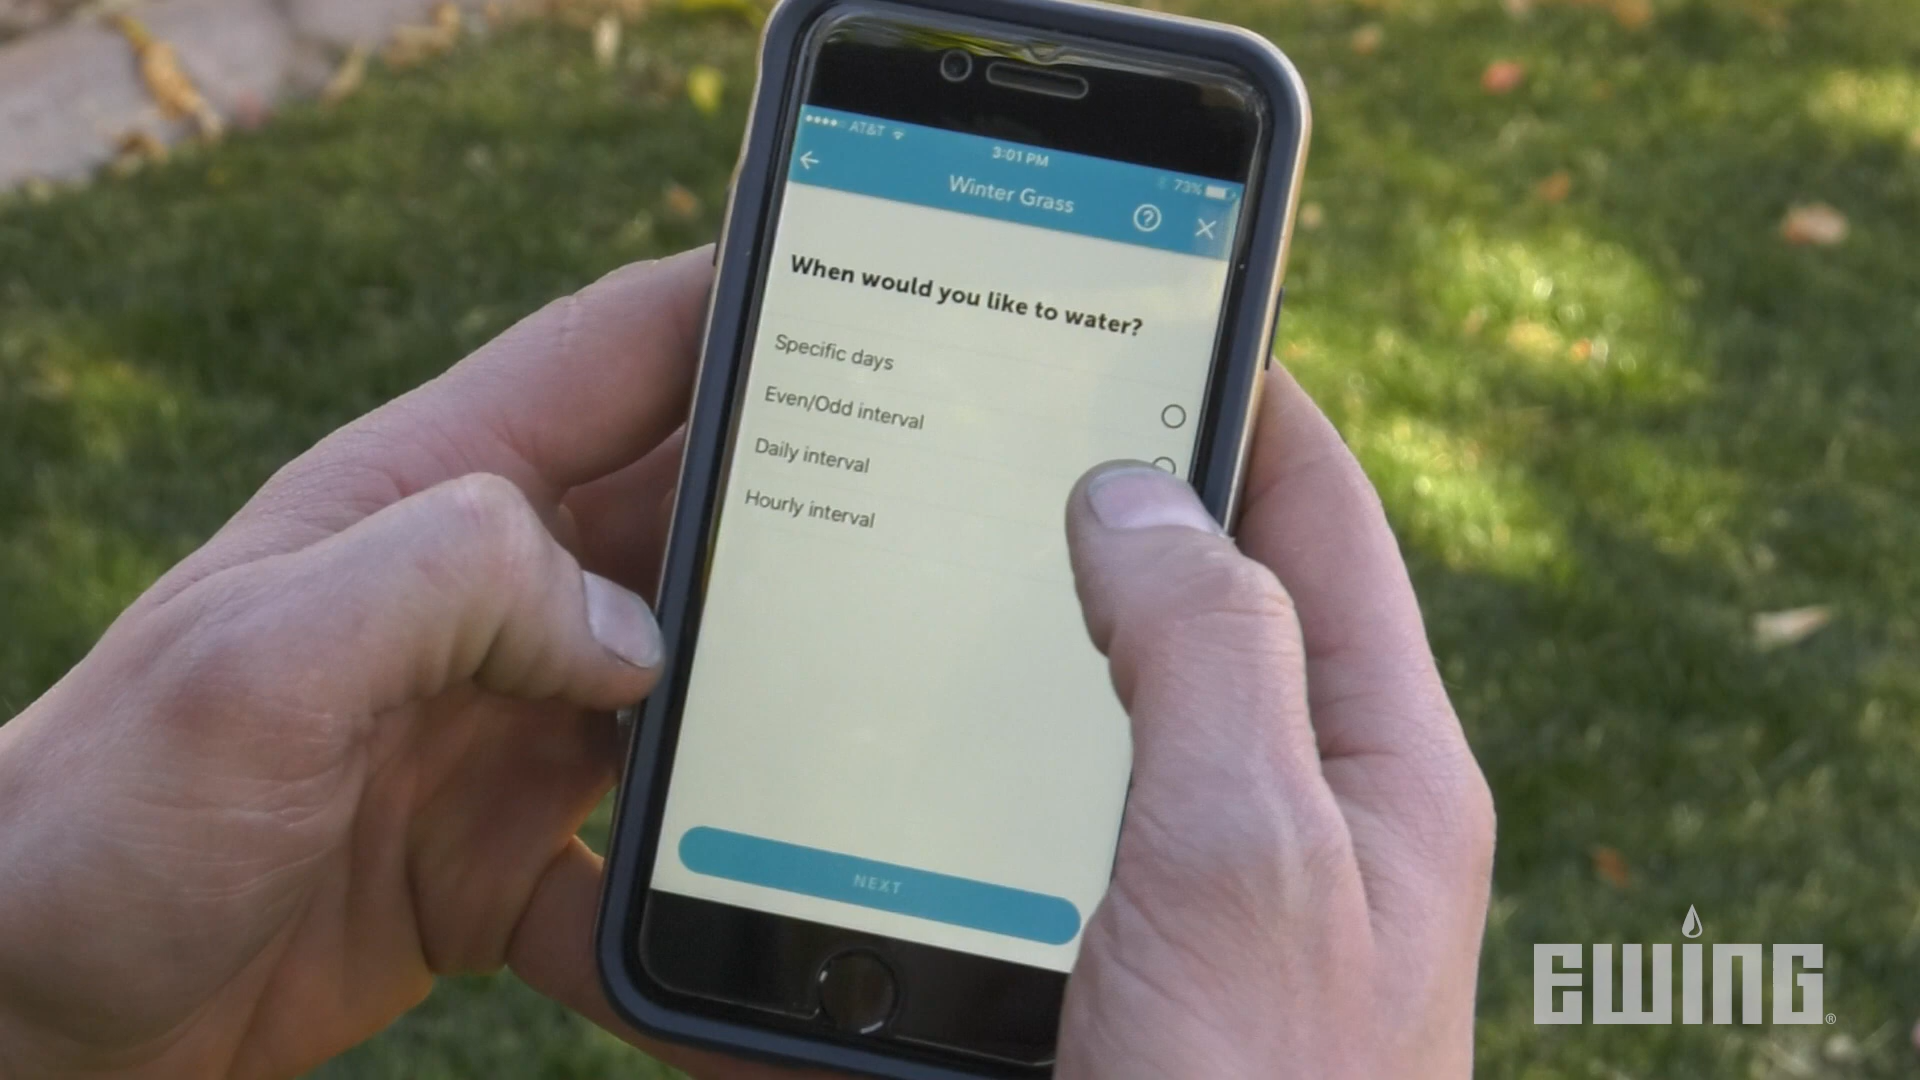 AT&T
3:01 PM
73%
Winter Grass
?
When would you like to water?
Specific days
Even/Odd interval
Daily interval
Hourly interval
NEXT
EWING®